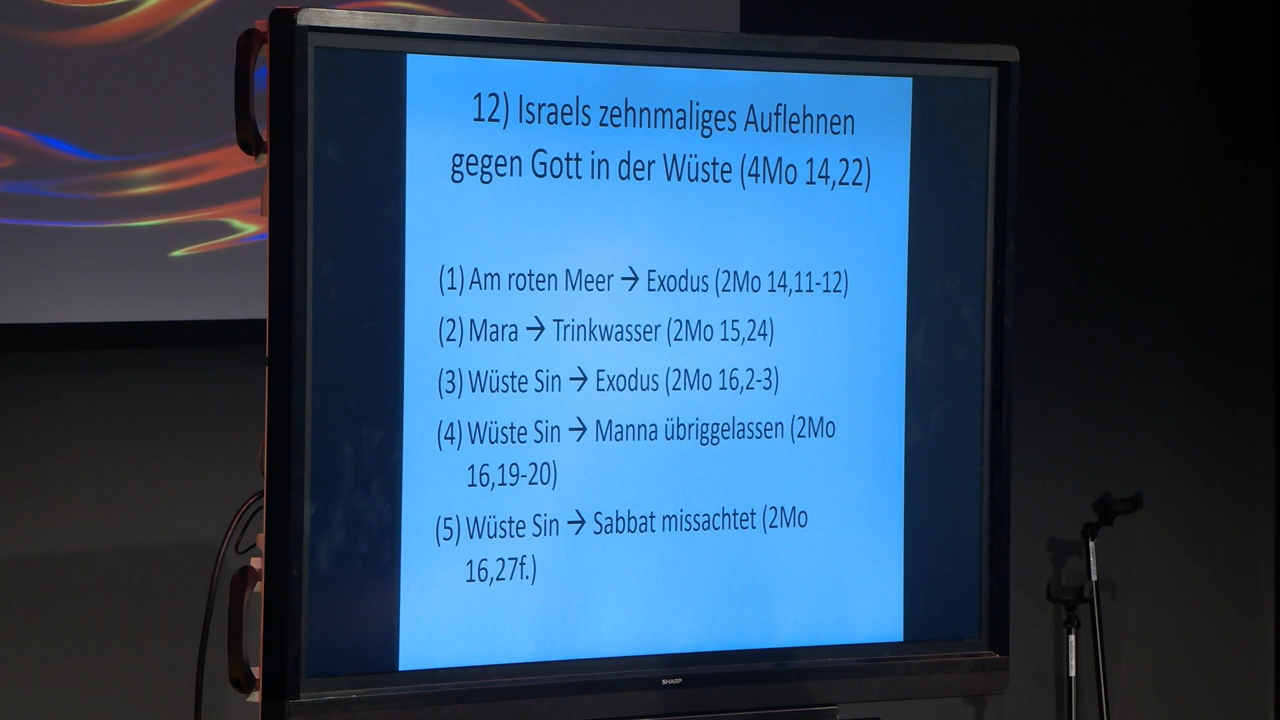 12) Israels zehnmaliges Auflehnen
gegen Gott in der Wüste (4Mo 14,22)
(1) Am roten Meer → Exodus (2Mo 14,11-12)
(2) Mara → Trinkwasser (2Mo 15,24)
(3) Wüste Sin → Exodus (2Mo 16,2-3)
(4) Wüste Sin → Manna übriggelassen (2Mo
16,19-20)
(5) Wüste Sin → Sabbat missachtet (2Mo
16,27f.)
SHARP